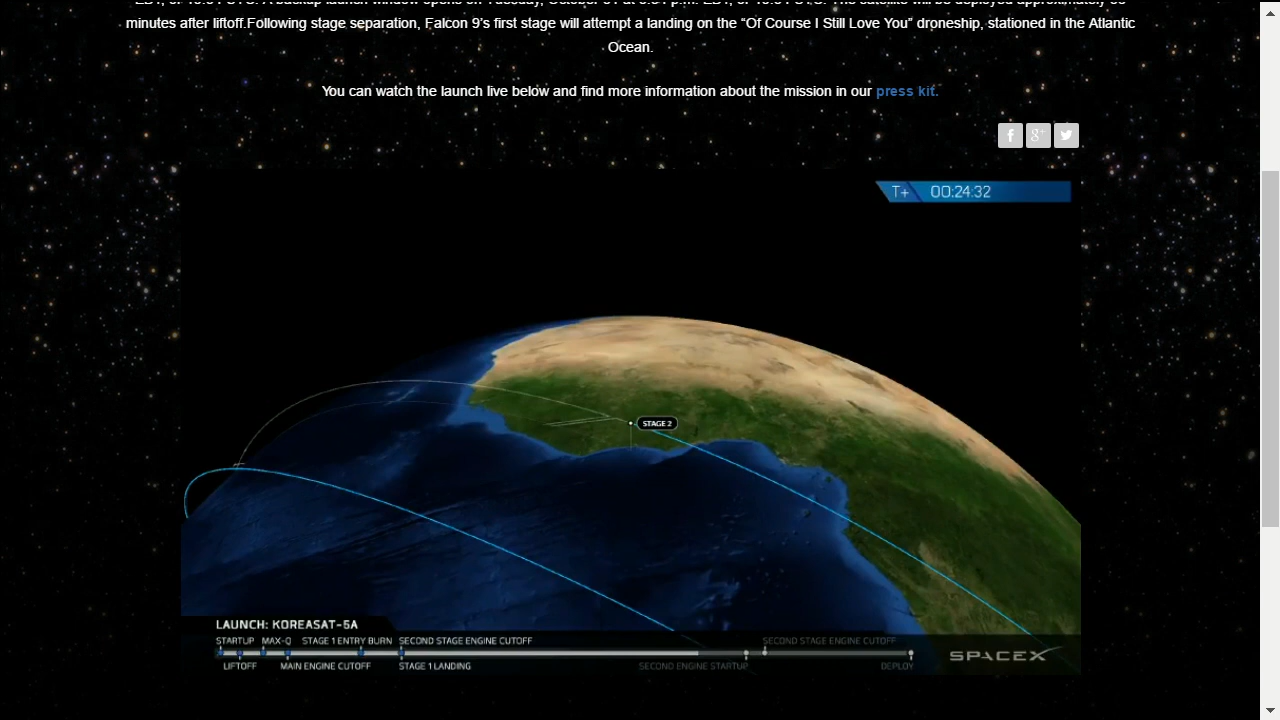 minutes after liftoff.Following stage separation, Falcon 9's first stage will attempt a landing on the "Of Course I Still Love You" droneship, stationed in the Atlantic
Ocean.
You can watch the launch live below and find more information about the mission in our press kit.
f g+
T+ 00:24:32
STAGE 2
LAUNCH: KOREASAT-5A
STARTUP MAX-Q STAGE 1 ENTRY BURN SECOND STAGE ENGINE CUTOFF SECOND STAGE ENGINE CUTOFF
LIFTOFF MAIN ENGINE CUTOFF STAGE 1 LANDING SECOND ENGINE STARTUP DEPLOY
SPACEX